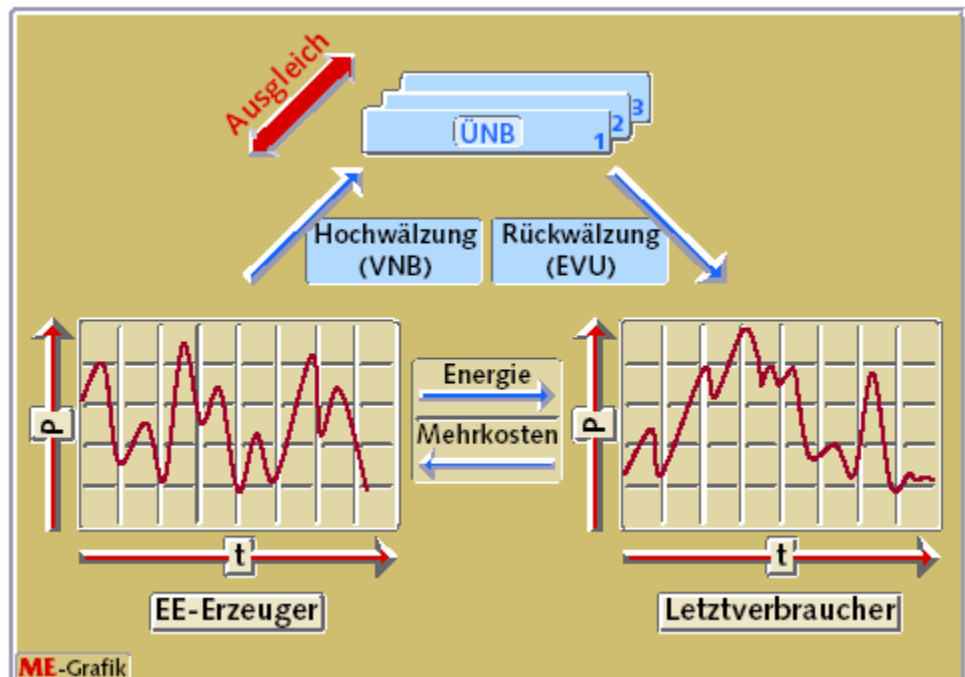 Ausgleich
ÜNB
1
2
3
Hochwälzung
(VNB)
Rückwälzung
(EVU)
P
t
EE-Erzeuger
Energie
Mehrkosten
P
t
Letztverbraucher
ME-Grafik